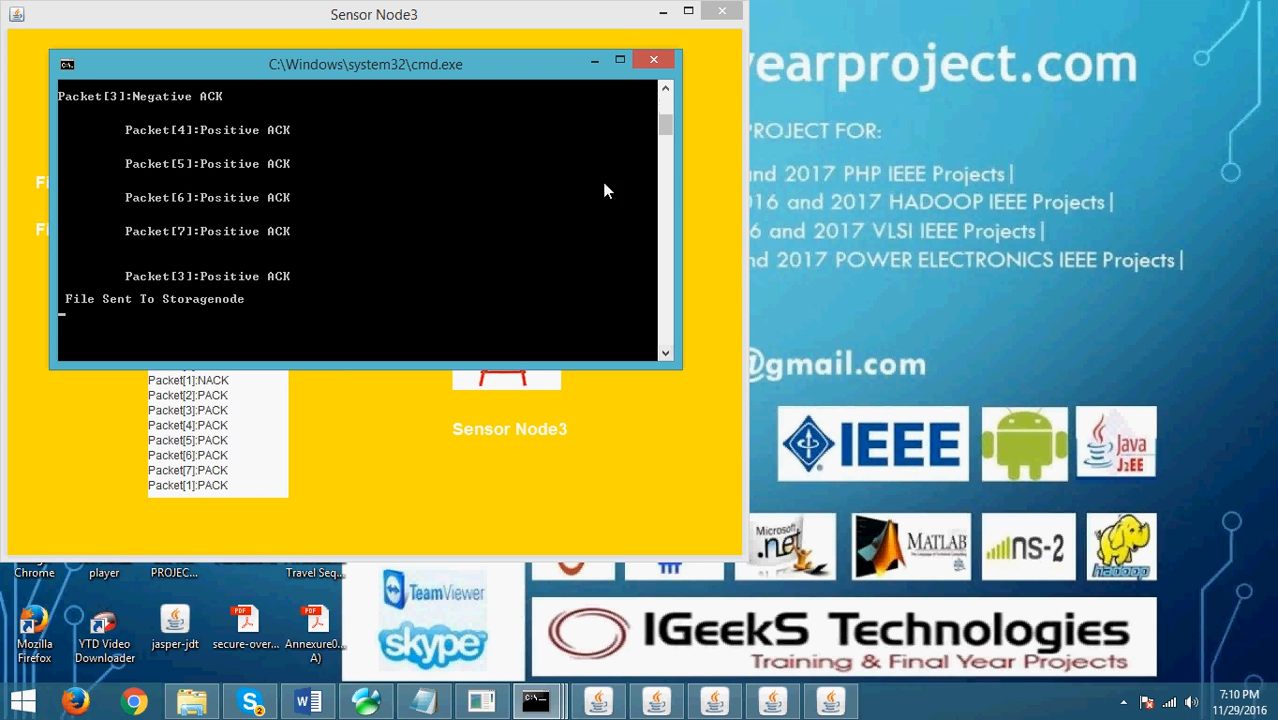 Sensor Node3
C:\Windows\system32\cmd.exe
Packet[3]:Negative ACK
Packet[4]:Positive ACK
Packet[5]:Positive ACK
Packet[6]:Positive ACK
Packet[7]:Positive ACK
Packet[3]:Positive ACK
File Sent To Storagenode
Packet[1]:NACK
Packet[2]:PACK
Packet[3]:PACK
Packet[4]:PACK
Packet[5]:PACK
Packet[6]:PACK
Packet[7]:PACK
Packet[1]:PACK
Sensor Node3
yearproject.com
PROJECT FOR:
nd 2017 PHP IEEE Projects|
16 and 2017 HADOOP IEEE Projects|
6 and 2017 VLSI IEEE Projects|
nd 2017 POWER ELECTRONICS IEEE Projects|
@gmail.com
IEEE
Java
J2EE
Microsoft
.net
MATLAB
NS-2
hadoop
TeamViewer
skype
IGeekS Technologies
Training & Final Year Projects
Chrome
player
PROJEC...
Travel Seq...
Mozilla
Firefox
YTD Video
Downloader
jasper-jdt
secure-over...
Annexure0...
A)
7:10 PM
11/29/2016